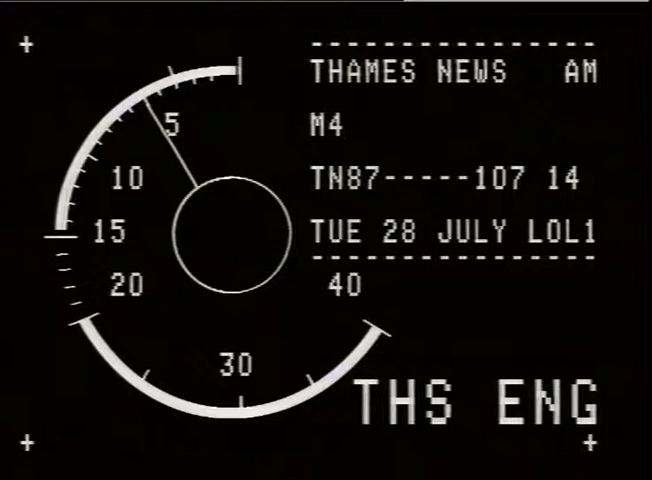 THAMES NEWS AM
M4
TN87-----107 14
TUE 28 JULY LOL1
5
10
15
20
30
40
THS ENG